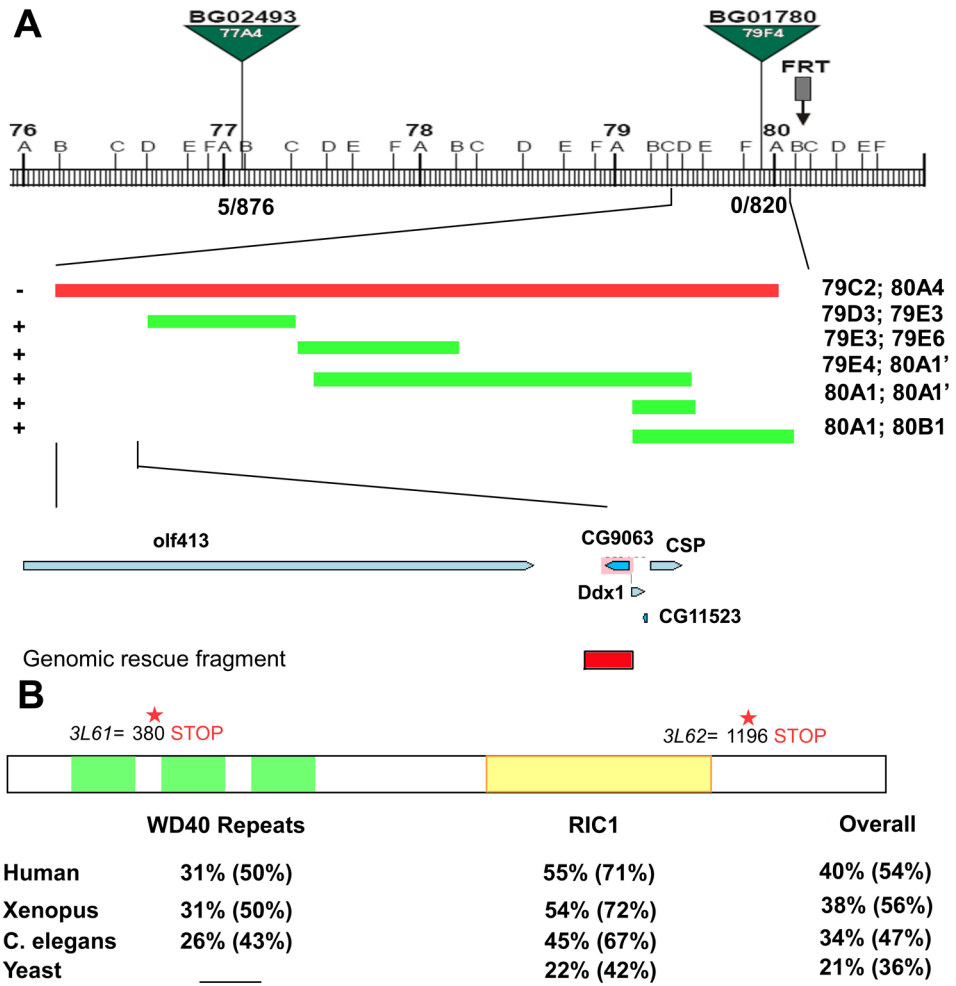 A
BG02493
77A4
BG01780
79F4
FRT
76 77 78 79 80
A B C D E F A B C D E F A B C D E F A B C D E F A B C D E F
5/876
0/820
- 79C2; 80A4
+ 79D3; 79E3
+ 79E3; 79E6
+ 79E4; 80A1’
+ 80A1; 80A1’
+ 80A1; 80B1
olf413
CG9063
CSP
Ddx1
CG11523
Genomic rescue fragment
B
3L61= 380 STOP
3L62= 1196 STOP
WD40 Repeats RIC1 Overall
Human 31% (50%) 55% (71%) 40% (54%)
Xenopus 31% (50%) 54% (72%) 38% (56%)
C. elegans 26% (43%) 45% (67%) 34% (47%)
Yeast 22% (42%) 21% (36%)